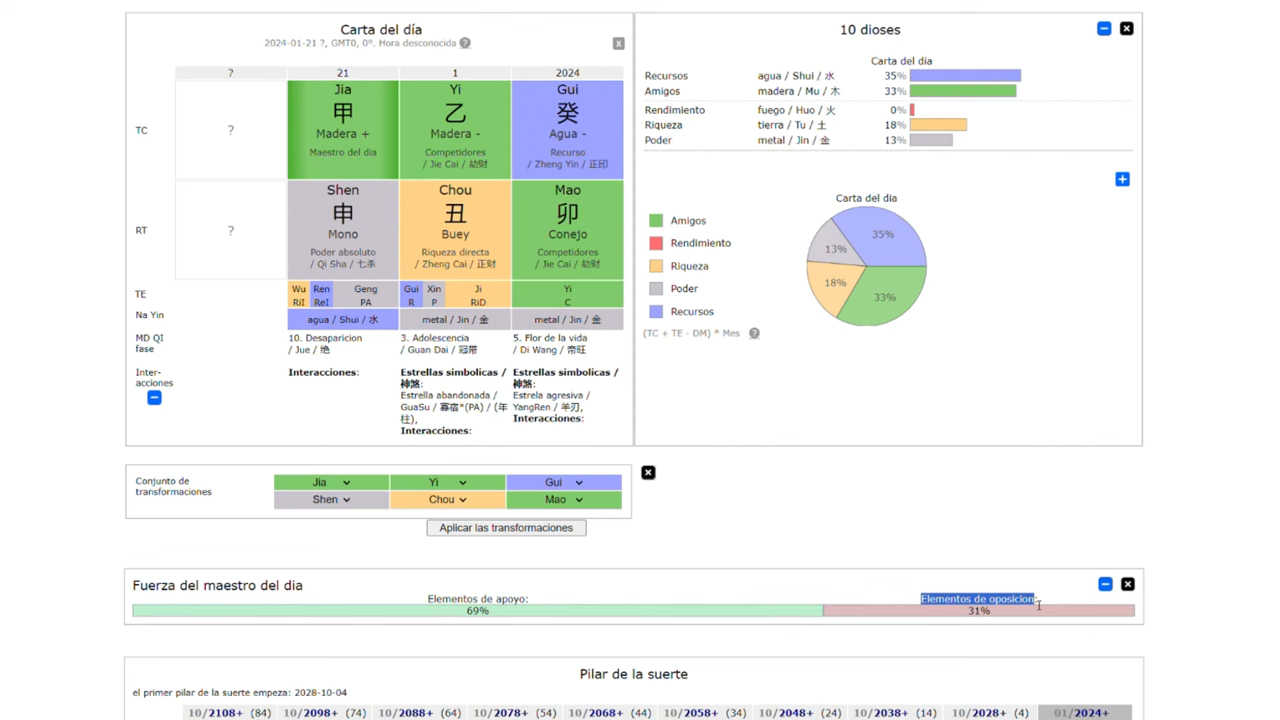 Carta del día
2024-01-21 ?, GMT0, 0°. Hora desconocida ?
x
? 21 1 2024
TC
?
Jia
甲
Madera +
Maestro del dia
Yi
乙
Madera -
Competidores
/ Jie Cai / 劫财
Gui
癸
Agua -
Recurso
/ Zheng Yin / 正印
RT
?
Shen
申
Mono
Poder absoluto
/ Qi Sha / 七杀
Chou
丑
Buey
Riqueza directa
/ Zheng Cai / 正财
Mao
卯
Conejo
Competidores
/ Jie Cai / 劫财
TE
Wu Ren Geng
RiI ReI PA
Gui Xin Ji
R P RiD
Yi
C
Na Yin
agua / Shui / 水
metal / Jin / 金
metal / Jin / 金
MD QI
fase
10. Desaparicion
/ Jue / 绝
3. Adolescencia
/ Guan Dai / 冠带
5. Flor de la vida
/ Di Wang / 帝旺
Inter-
acciones
Interacciones:
Estrellas simbolicas /
神煞:
Estrella abandonada /
GuaSu / 寡宿*(PA) / (年
柱),
Interacciones:
Estrellas simbolicas /
神煞:
Estrela agresiva /
YangRen / 羊刃,
Interacciones:
10 dioses
Carta del día
Recursos agua / Shui / 水 35%
Amigos madera / Mu / 木 33%
Rendimiento fuego / Huo / 火 0%
Riqueza tierra / Tu / 土 18%
Poder metal / Jin / 金 13%
Carta del día
Amigos
Rendimiento
Riqueza
Poder
Recursos
35%
13%
18%
33%
(TC + TE - DM) * Mes ?
Conjunto de
transformaciones
Jia Yi Gui
Shen Chou Mao
Aplicar las transformaciones
Fuerza del maestro del dia
Elementos de apoyo:
69%
Elementos de oposicion:
31%
Pilar de la suerte
el primer pilar de la suerte empeza: 2028-10-04
10/2108+ (84) 10/2098+ (74) 10/2088+ (64) 10/2078+ (54) 10/2068+ (44) 10/2058+ (34) 10/2048+ (24) 10/2038+ (14) 10/2028+ (4) 01/2024+